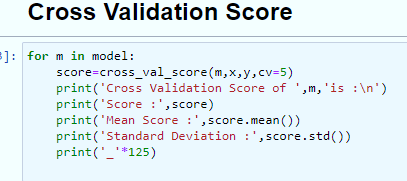 Cross Validation Score
]: for m in model:
score=cross_val_score(m,x,y,cv=5)
print('Cross Validation Score of ',m,'is :\n')
print('Score :',score)
print('Mean Score :',score.mean())
print('Standard Deviation :',score.std())
print('_'*125)